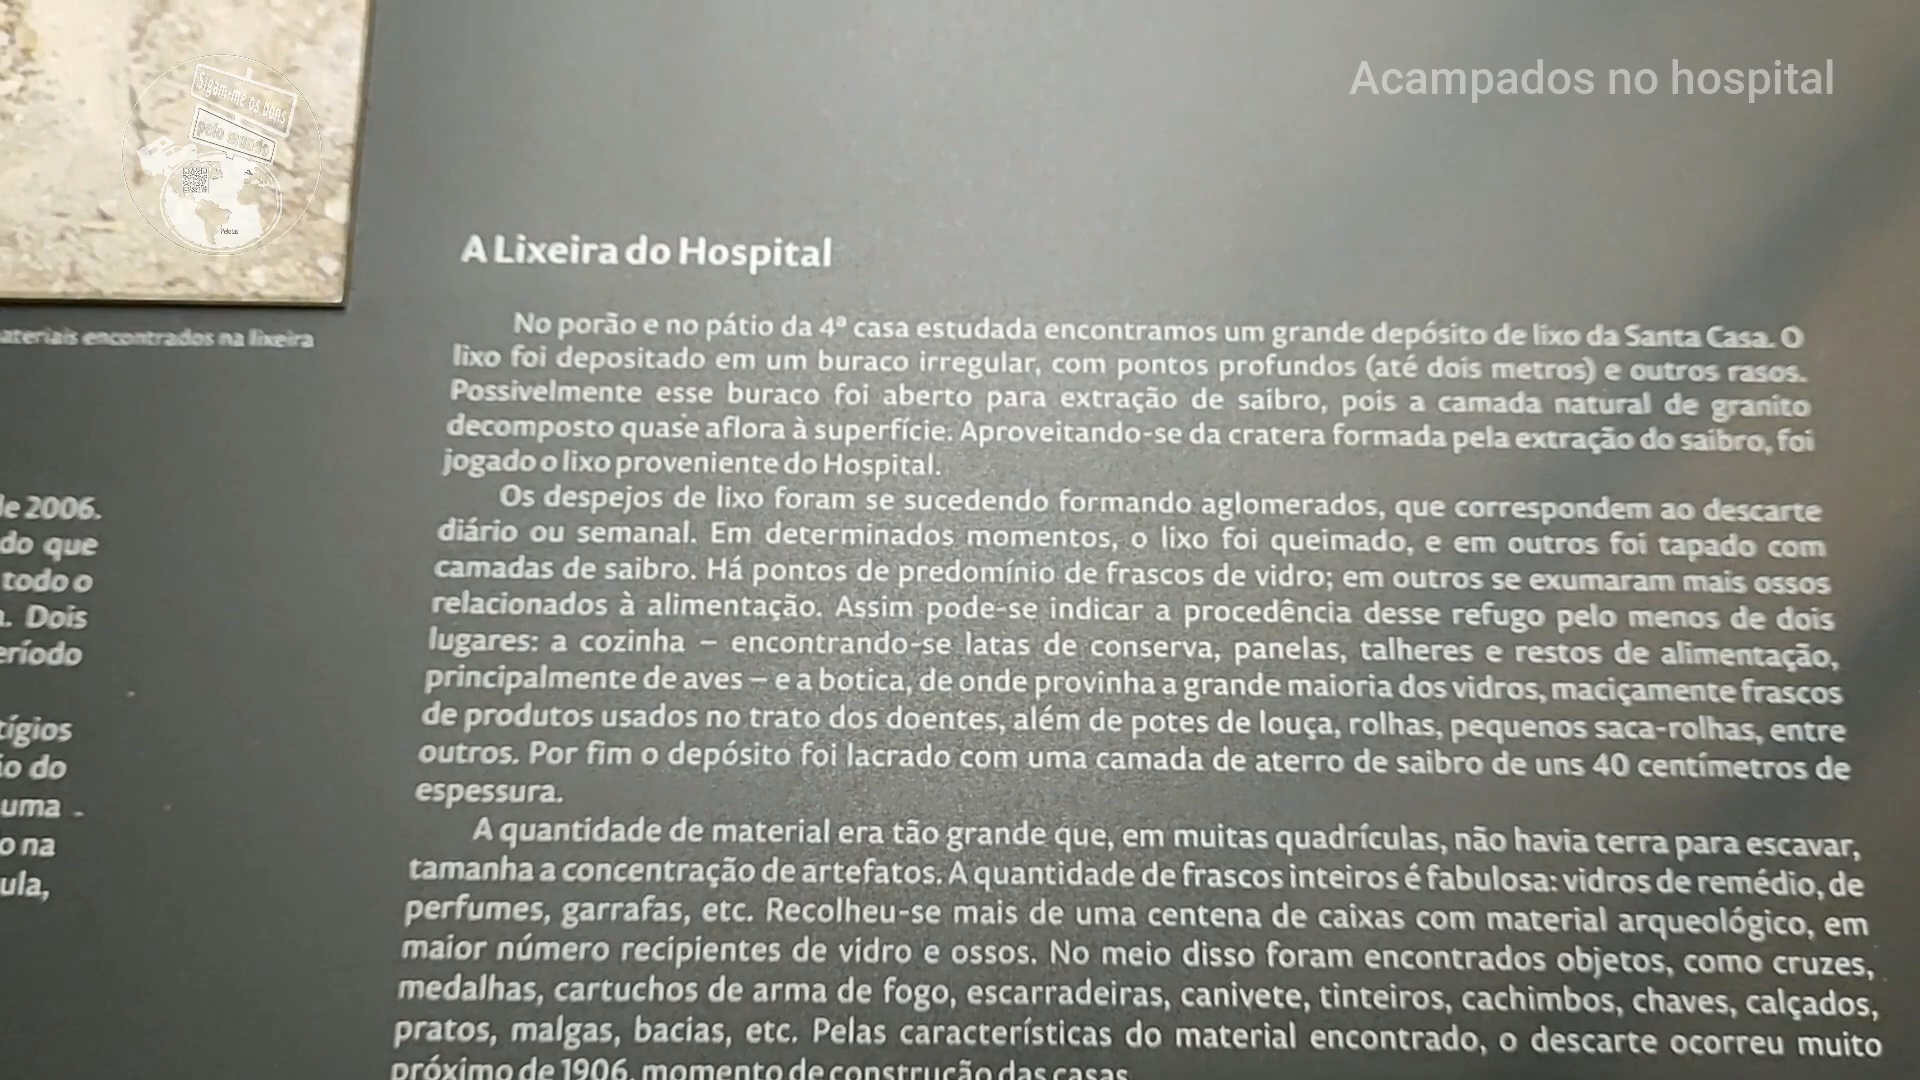 Acampados no hospital
Sigam-me os bons
pelo mundo
Pelotas
ateriais encontrados na lixeira
de 2006.
do que
todo o
Dois
eríodo
tígios
ão do
uma -
o na
ula,
A Lixeira do Hospital
No porão e no pátio da 4ª casa estudada encontramos um grande depósito de lixo da Santa Casa. O
lixo foi depositado em um buraco irregular, com pontos profundos (até dois metros) e outros rasos.
Possivelmente esse buraco foi aberto para extração de saibro, pois a camada natural de granito
decomposto quase aflora à superfície. Aproveitando-se da cratera formada pela extração do saibro, foi
jogado o lixo proveniente do Hospital.
Os despejos de lixo foram se sucedendo formando aglomerados, que correspondem ao descarte
diário ou semanal. Em determinados momentos, o lixo foi queimado, e em outros foi tapado com
camadas de saibro. Há pontos de predomínio de frascos de vidro; em outros se exumaram mais ossos
relacionados à alimentação. Assim pode-se indicar a procedência desse refugo pelo menos de dois
lugares: a cozinha – encontrando-se latas de conserva, panelas, talheres e restos de alimentação,
principalmente de aves – e a botica, de onde provinha a grande maioria dos vidros, maciçamente frascos
de produtos usados no trato dos doentes, além de potes de louça, rolhas, pequenos saca-rolhas, entre
outros. Por fim o depósito foi lacrado com uma camada de aterro de saibro de uns 40 centímetros de
espessura.
A quantidade de material era tão grande que, em muitas quadrículas, não havia terra para escavar,
tamanha a concentração de artefatos. A quantidade de frascos inteiros é fabulosa: vidros de remédio, de
perfumes, garrafas, etc. Recolheu-se mais de uma centena de caixas com material arqueológico, em
maior número recipientes de vidro e ossos. No meio disso foram encontrados objetos, como cruzes,
medalhas, cartuchos de arma de fogo, escarradeiras, canivete, tinteiros, cachimbos, chaves, calçados,
pratos, malgas, bacias, etc. Pelas características do material encontrado, o descarte ocorreu muito
próximo de 1906, momento de construção das casas.